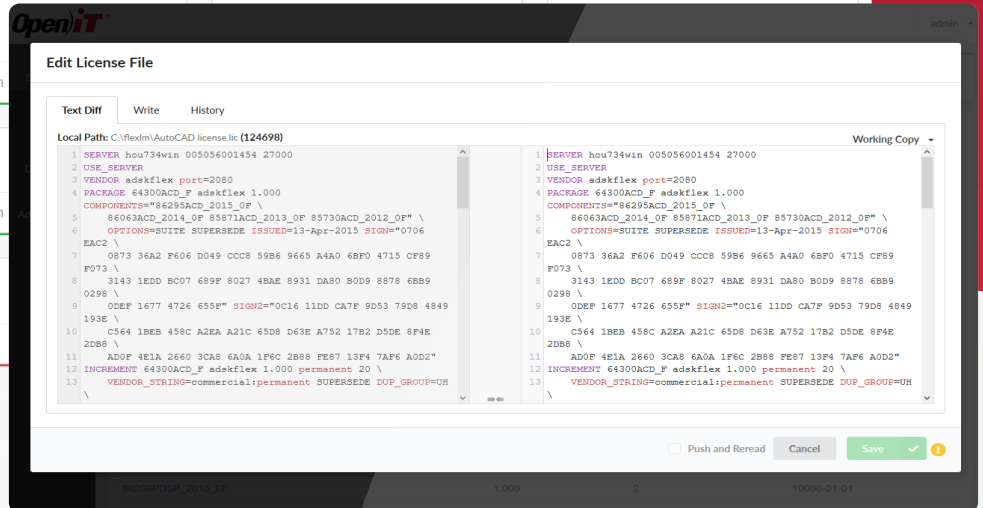 OpeniT
admin
Edit License File
Text Diff Write History
Local Path: C:\flexlm\AutoCAD license.lic (124698)
Working Copy
1 SERVER hou734win 005056001454 27000
2 USE_SERVER
3 VENDOR adskflex port=2080
4 PACKAGE 64300ACD_F adskflex 1.000
COMPONENTS="86295ACD_2015_0F \
5 86063ACD_2014_0F 85871ACD_2013_0F 85730ACD_2012_0F" \
6 OPTIONS=SUITE SUPERSEDE ISSUED=13-Apr-2015 SIGN="0706
EAC2 \
7 0873 36A2 F606 D049 CCC8 59B6 9665 A4A0 6BF0 4715 CF89
F073 \
8 3143 1EDD BC07 689F 8027 4BAE 8931 DA80 B0D9 8878 6BB9
0298 \
9 0DEF 1677 4726 655F" SIGN2="0C16 11DD CA7F 9D53 79D8 4849
193E \
10 C564 1BEB 458C A2EA A21C 65D8 D63E A752 17B2 D5DE 8F4E
2DB8 \
11 AD0F 4E1A 2660 3CA8 6A0A 1F6C 2B88 FE87 13F4 7AF6 A0D2"
12 INCREMENT 64300ACD_F adskflex 1.000 permanent 20 \
13 VENDOR_STRING=commercial:permanent SUPERSEDE DUP_GROUP=UH
\
1 SERVER hou734win 005056001454 27000
2 USE_SERVER
3 VENDOR adskflex port=2080
4 PACKAGE 64300ACD_F adskflex 1.000
COMPONENTS="86295ACD_2015_0F \
5 86063ACD_2014_0F 85871ACD_2013_0F 85730ACD_2012_0F" \
6 OPTIONS=SUITE SUPERSEDE ISSUED=13-Apr-2015 SIGN="0706
EAC2 \
7 0873 36A2 F606 D049 CCC8 59B6 9665 A4A0 6BF0 4715 CF89
F073 \
8 3143 1EDD BC07 689F 8027 4BAE 8931 DA80 B0D9 8878 6BB9
0298 \
9 0DEF 1677 4726 655F" SIGN2="0C16 11DD CA7F 9D53 79D8 4849
193E \
10 C564 1BEB 458C A2EA A21C 65D8 D63E A752 17B2 D5DE 8F4E
2DB8 \
11 AD0F 4E1A 2660 3CA8 6A0A 1F6C 2B88 FE87 13F4 7AF6 A0D2"
12 INCREMENT 64300ACD_F adskflex 1.000 permanent 20 \
13 VENDOR_STRING=commercial:permanent SUPERSEDE DUP_GROUP=UH
\
Push and Reread Cancel Save
86266PDSP_2015_0F 1.000 2 10000-01-01